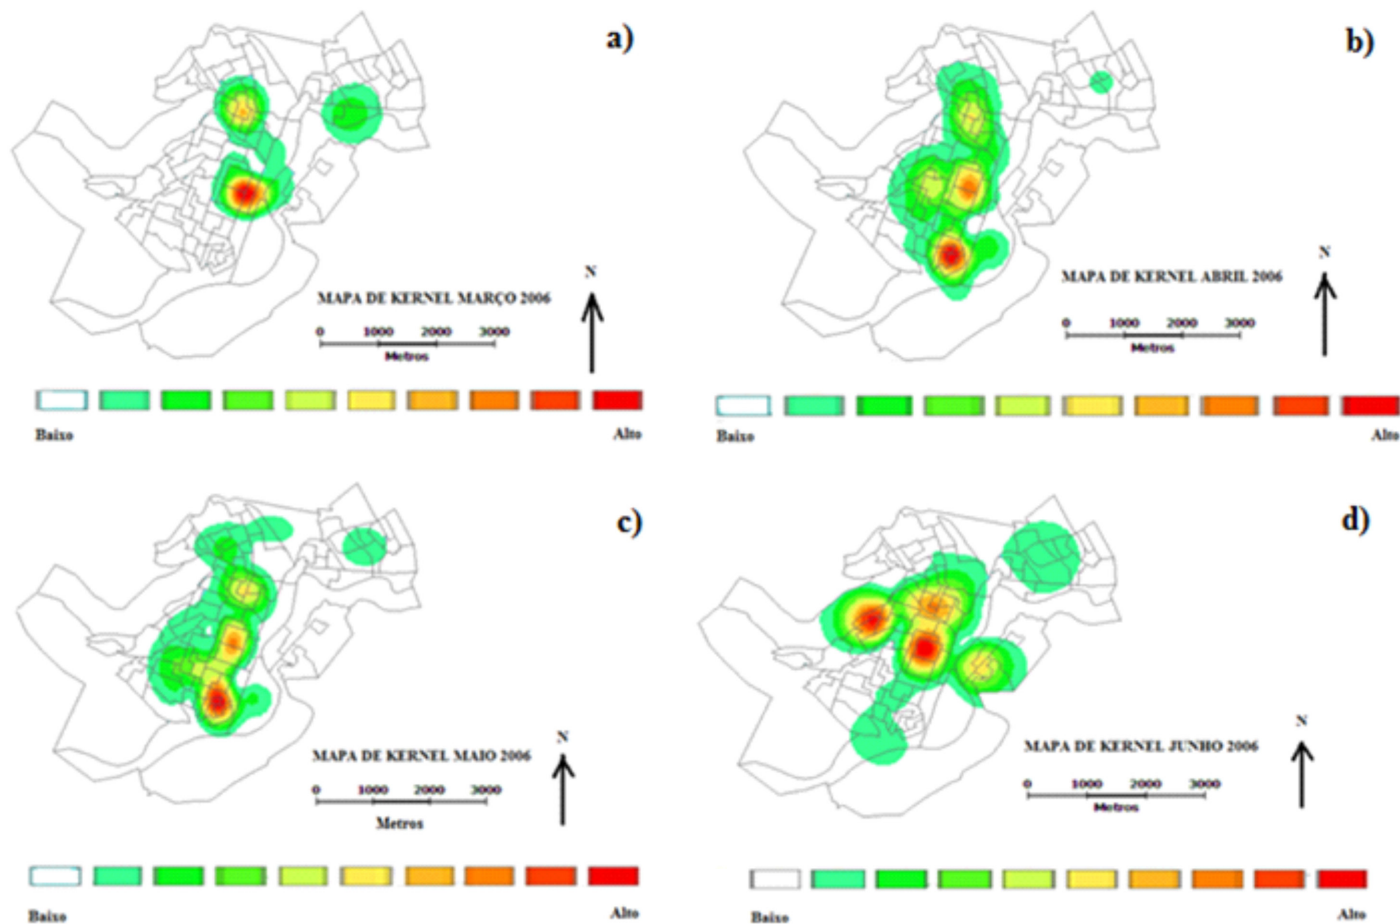 a)
N
MAPA DE KERNEL MARÇO 2006
0 1000 2000 3000
Metros
Baixo Alto
b)
N
MAPA DE KERNEL ABRIL 2006
0 1000 2000 3000
Metros
Baixo Alto
c)
N
MAPA DE KERNEL MAIO 2006
0 1000 2000 3000
Metros
Baixo Alto
d)
N
MAPA DE KERNEL JUNHO 2006
0 1000 2000 3000
Metros
Baixo Alto